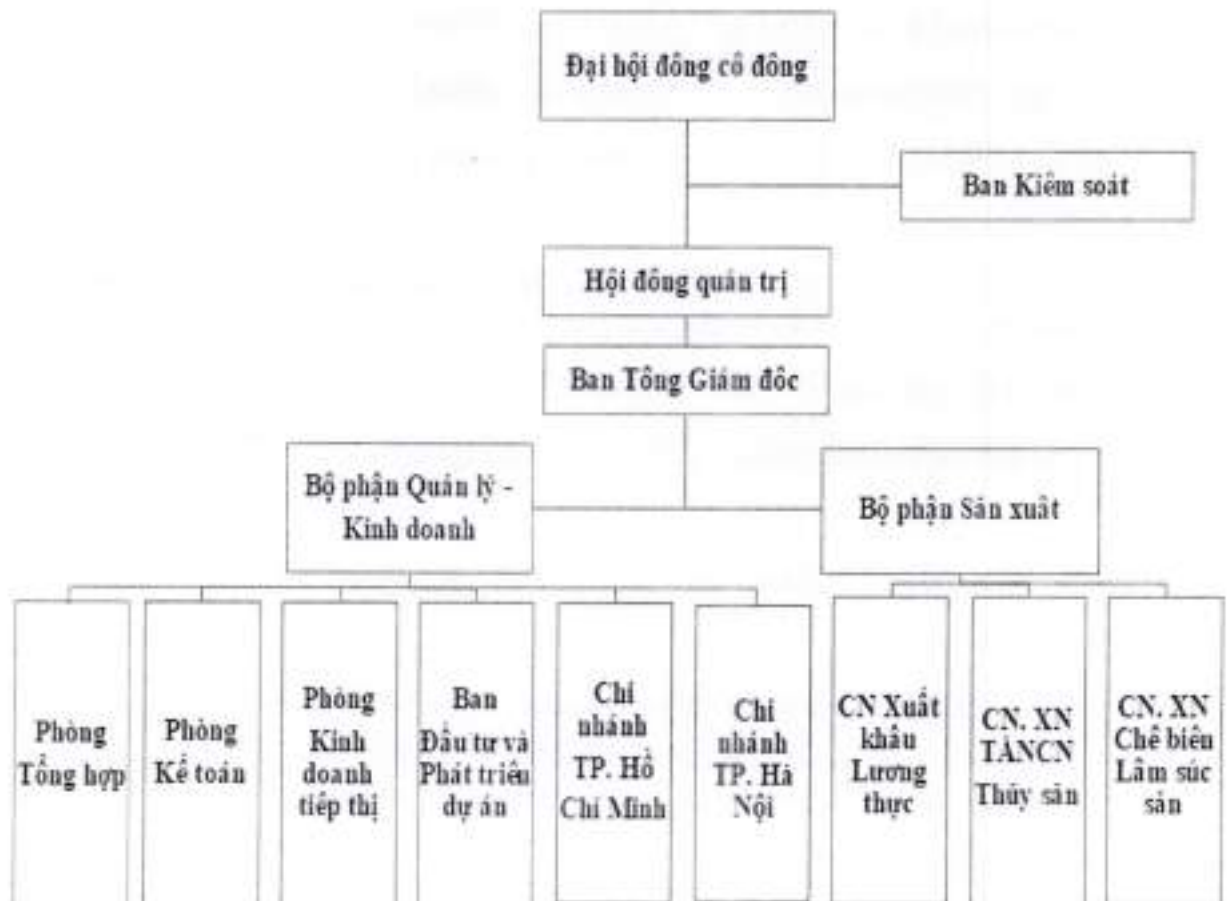 Đại hội đồng cổ đông
Ban Kiểm soát
Hội đồng quản trị
Ban Tổng Giám đốc
Bộ phận Quản lý -
Kinh doanh
Bộ phận Sản xuất
Phòng
Tổng hợp
Phòng
Kế toán
Phòng
Kinh
doanh
tiếp thị
Ban
Đầu tư và
Phát triển
dự án
Chi
nhánh
TP. Hồ
Chí Minh
Chi
nhánh
TP. Hà
Nội
CN Xuất
khẩu
Lương
thực
CN. XN
TĂNCN
Thủy sản
CN. XN
Chế biến
Lâm súc
sản